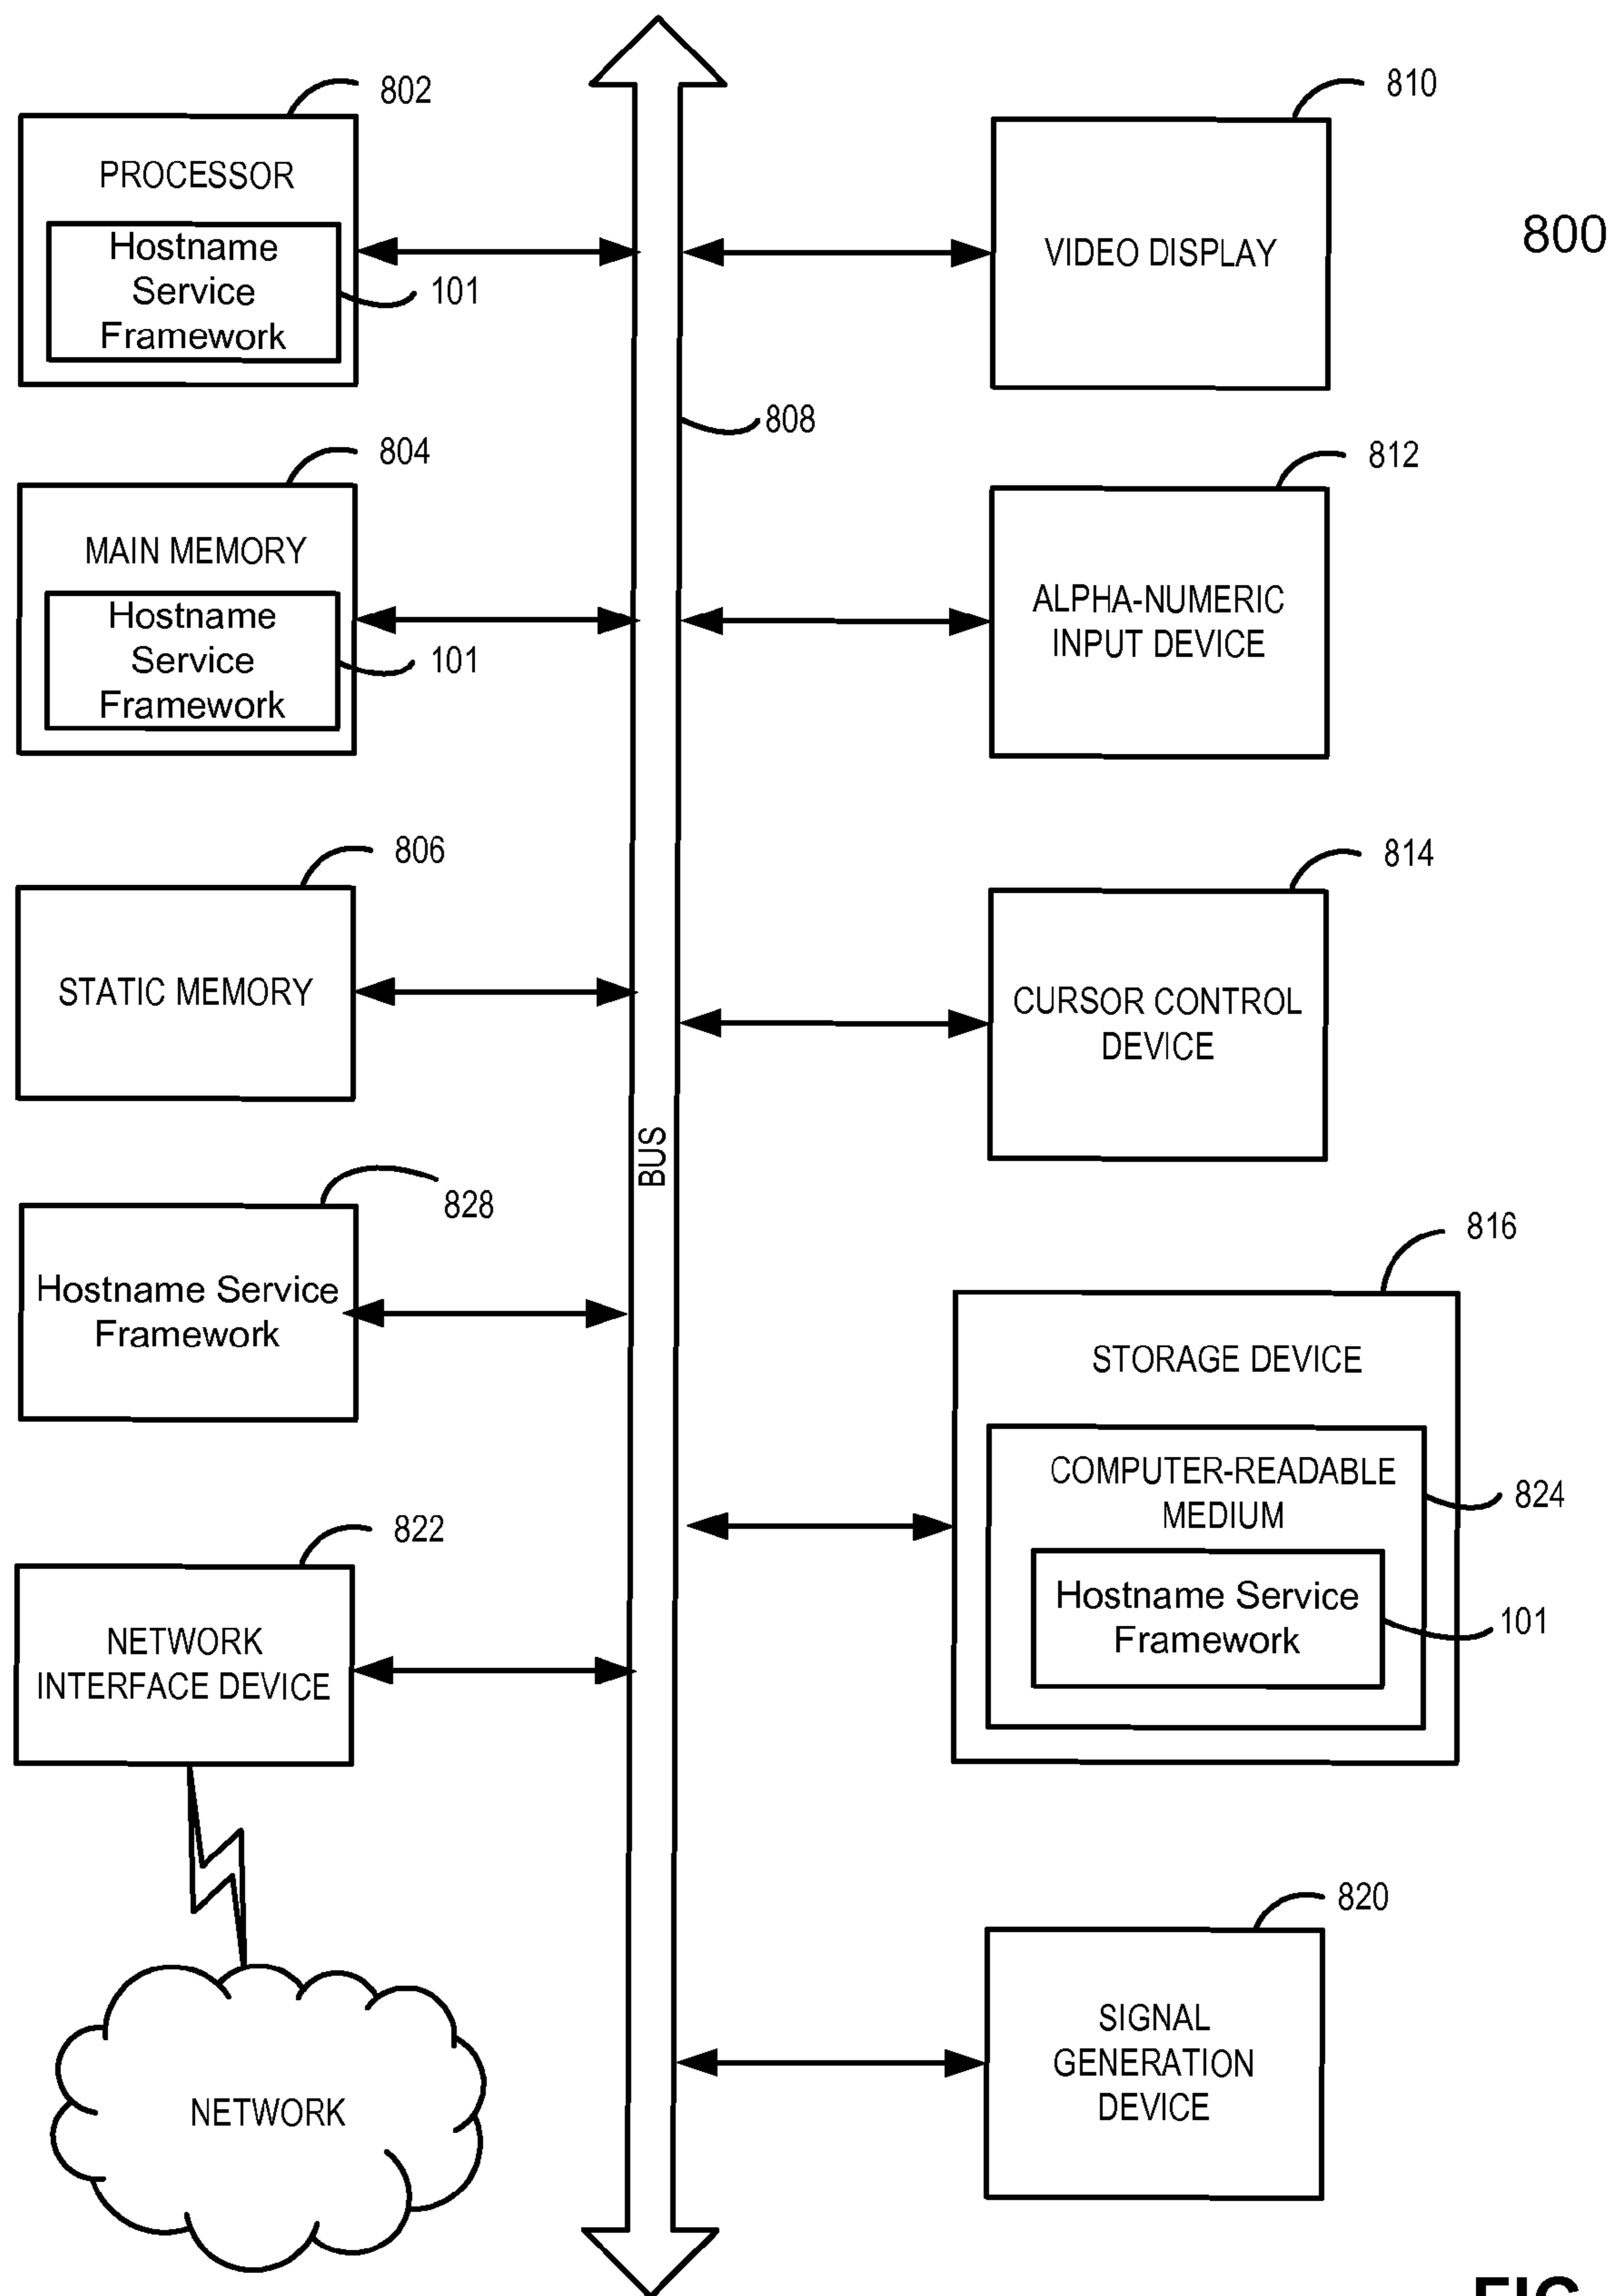 802
PROCESSOR
Hostname
Service
Framework
101
810
VIDEO DISPLAY
800
808
804
MAIN MEMORY
Hostname
Service
Framework
101
812
ALPHA-NUMERIC
INPUT DEVICE
806
STATIC MEMORY
814
CURSOR CONTROL
DEVICE
BUS
828
Hostname Service
Framework
816
STORAGE DEVICE
COMPUTER-READABLE
MEDIUM
824
Hostname Service
Framework
101
822
NETWORK
INTERFACE DEVICE
NETWORK
820
SIGNAL
GENERATION
DEVICE
FIG